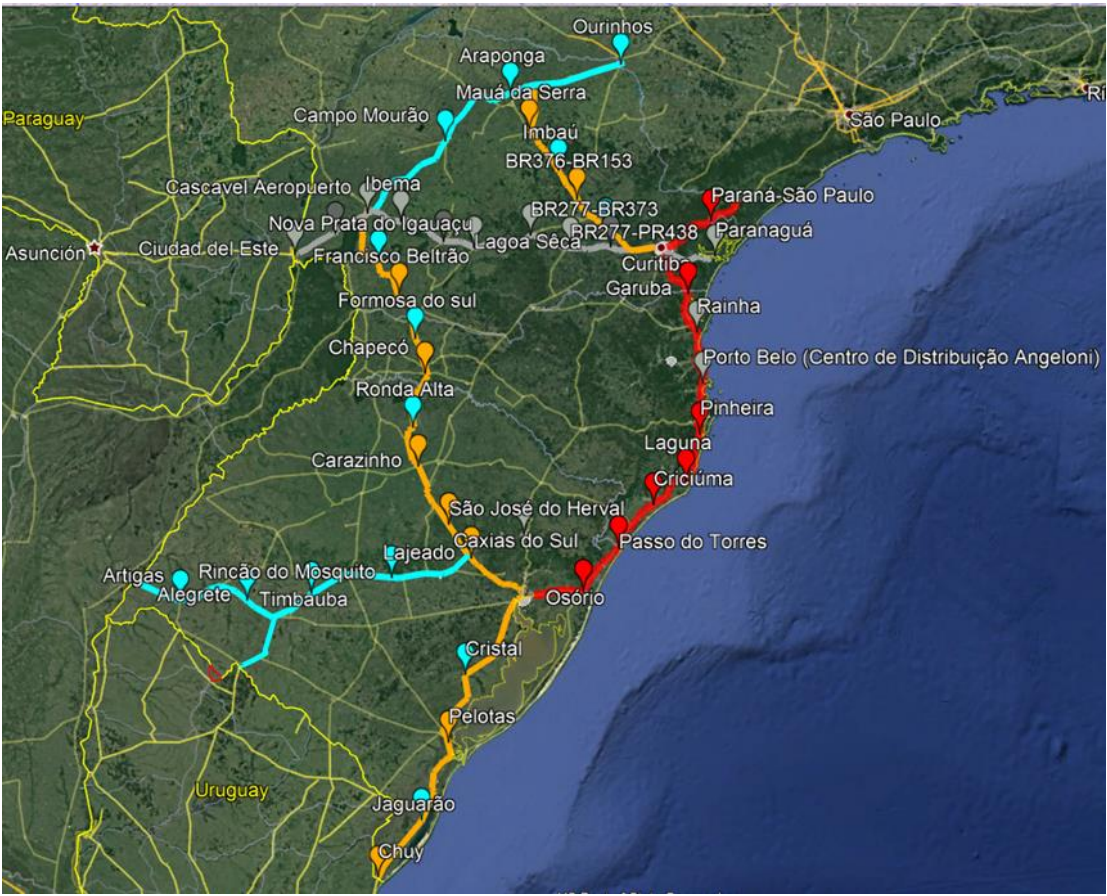 Ourinhos
Araponga
Mauá da Serra
Paraguay
Campo Mourão
São Paulo
Imbaú
BR376-BR153
Cascavel Aeropuerto
Ibema
Paraná-São Paulo
BR277-BR373
Nova Prata do Igauaçu
BR277-PR438
Paranaguá
Lagoa Sêca
Asunción
Ciudad del Este
Francisco Beltrão
Curitiba
Garuba
Formosa do sul
Rainha
Chapecó
Porto Belo (Centro de Distribuição Angeloni)
Ronda Alta
Pinheira
Laguna
Carazinho
Criciúma
São José do Herval
Caxias do Sul
Passo do Torres
Lajeado
Artigas
Rincão do Mosquito
Alegrete
Timbauba
Osório
Cristal
Pelotas
Uruguay
Jaguarão
Chuy